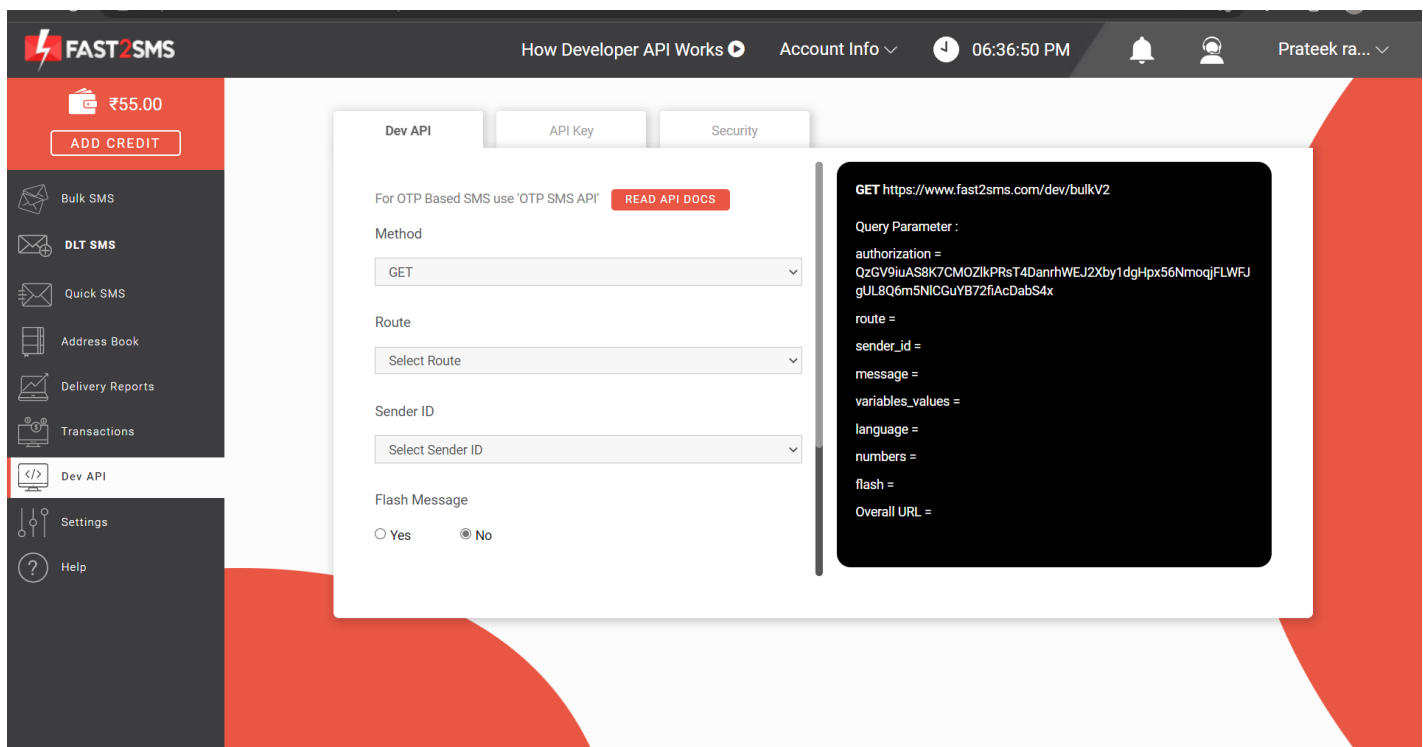 FAST2SMS
How Developer API Works
Account Info
06:36:50 PM
Prateek ra...
₹55.00
ADD CREDIT
Bulk SMS
DLT SMS
Quick SMS
Address Book
Delivery Reports
Transactions
Dev API
Settings
Help
Dev API
API Key
Security
For OTP Based SMS use 'OTP SMS API'
READ API DOCS
Method
GET
Route
Select Route
Sender ID
Select Sender ID
Flash Message
Yes
No
GET https://www.fast2sms.com/dev/bulkV2
Query Parameter :
authorization =
QzGV9iuAS8K7CMOZlkPRsT4DanrhWEJ2Xby1dgHpx56NmoqjFLWFJ
gUL8Q6m5NlCGuYB72fiAcDabS4x
route =
sender_id =
message =
variables_values =
language =
numbers =
flash =
Overall URL =